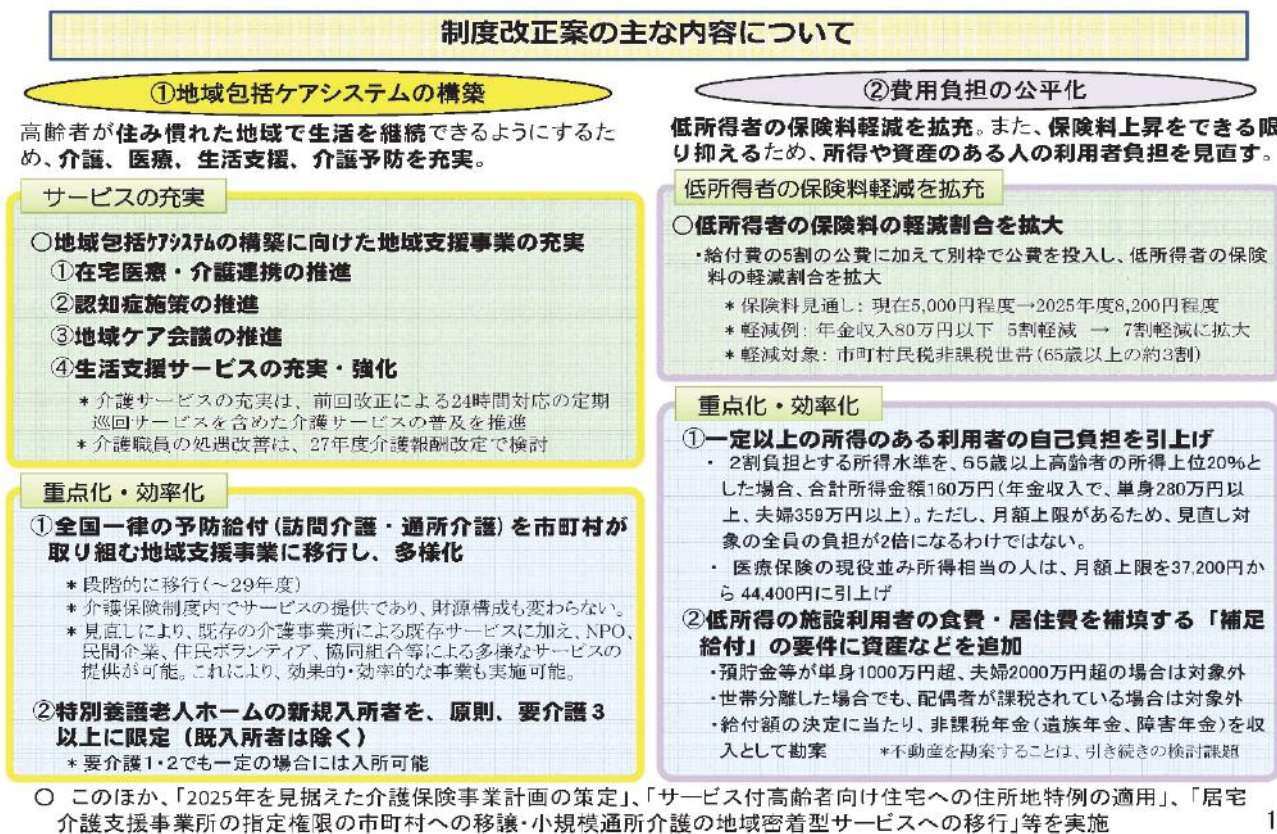 制度改正案の主な内容について
①地域包括ケアシステムの構築
高齢者が住み慣れた地域で生活を継続できるようにするた
め、介護、医療、生活支援、介護予防を充実。
サービスの充実
○地域包括ｹｱｼｽﾃﾑの構築に向けた地域支援事業の充実
①在宅医療・介護連携の推進
②認知症施策の推進
③地域ケア会議の推進
④生活支援サービスの充実・強化
＊介護サービスの充実は、前回改正による24時間対応の定期
巡回サービスを含めた介護サービスの普及を推進
＊介護職員の処遇改善は、27年度介護報酬改定で検討
重点化・効率化
①全国一律の予防給付(訪問介護・通所介護)を市町村が
取り組む地域支援事業に移行し、多様化
＊段階的に移行(～29年度)
＊介護保険制度内でサービスの提供であり、財源構成も変わらない。
＊見直しにより、既存の介護事業所による既存サービスに加え、NPO、
民間企業、住民ボランティア、協同組合等による多様なサービスの
提供が可能。これにより、効果的・効率的な事業も実施可能。
②特別養護老人ホームの新規入所者を、原則、要介護３
以上に限定（既入所者は除く）
＊要介護1・2でも一定の場合には入所可能
②費用負担の公平化
低所得者の保険料軽減を拡充。また、保険料上昇をできる限
り抑えるため、所得や資産のある人の利用者負担を見直す。
低所得者の保険料軽減を拡充
○低所得者の保険料の軽減割合を拡大
・給付費の5割の公費に加えて別枠で公費を投入し、低所得者の保険
料の軽減割合を拡大
＊保険料見通し: 現在5,000円程度→2025年度8,200円程度
＊軽減例: 年金収入80万円以下 5割軽減 → 7割軽減に拡大
＊軽減対象: 市町村民税非課税世帯(65歳以上の約3割)
重点化・効率化
①一定以上の所得のある利用者の自己負担を引上げ
・ 2割負担とする所得水準を、65歳以上高齢者の所得上位20%と
した場合、合計所得金額160万円(年金収入で、単身280万円以
上、夫婦359万円以上)。ただし、月額上限があるため、見直し対
象の全員の負担が2倍になるわけではない。
・ 医療保険の現役並み所得相当の人は、月額上限を37,200円か
ら 44,400円に引上げ
②低所得の施設利用者の食費・居住費を補填する「補足
給付」の要件に資産などを追加
・預貯金等が単身1000万円超、夫婦2000万円超の場合は対象外
・世帯分離した場合でも、配偶者が課税されている場合は対象外
・給付額の決定に当たり、非課税年金(遺族年金、障害年金)を収
入として勘案 ＊不動産を勘案することは、引き続きの検討課題
○ このほか、「2025年を見据えた介護保険事業計画の策定」、「サービス付高齢者向け住宅への住所地特例の適用」、「居宅
介護支援事業所の指定権限の市町村への移譲・小規模通所介護の地域密着型サービスへの移行」等を実施
1